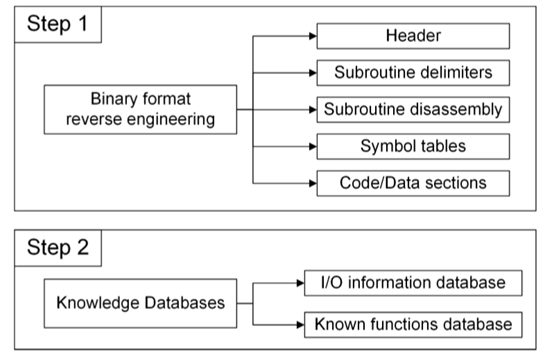 Step 1
Binary format
reverse engineering
Header
Subroutine delimiters
Subroutine disassembly
Symbol tables
Code/Data sections
Step 2
Knowledge Databases
I/O information database
Known functions database